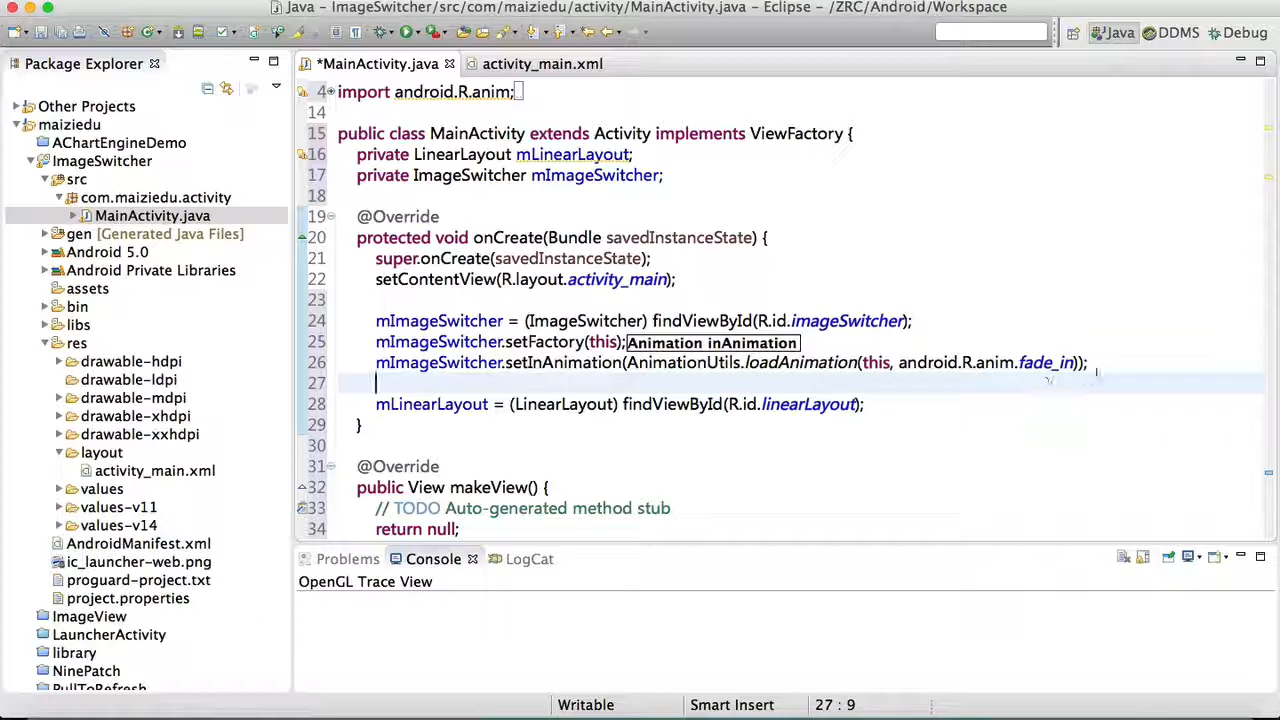 Java - ImageSwitcher/src/com/maiziedu/activity/MainActivity.java - Eclipse - /ZRC/Android/Workspace
Java
DDMS
Debug
Package Explorer
Other Projects
maiziedu
AChartEngineDemo
ImageSwitcher
src
com.maiziedu.activity
MainActivity.java
gen [Generated Java Files]
Android 5.0
Android Private Libraries
assets
bin
libs
res
drawable-hdpi
drawable-ldpi
drawable-mdpi
drawable-xhdpi
drawable-xxhdpi
layout
activity_main.xml
values
values-v11
values-v14
AndroidManifest.xml
ic_launcher-web.png
proguard-project.txt
project.properties
ImageView
LauncherActivity
library
NinePatch
PullToRefresh
*MainActivity.java
activity_main.xml
4 import android.R.anim;
14
15 public class MainActivity extends Activity implements ViewFactory {
16 private LinearLayout mLinearLayout;
17 private ImageSwitcher mImageSwitcher;
18
19 @Override
20 protected void onCreate(Bundle savedInstanceState) {
21 super.onCreate(savedInstanceState);
22 setContentView(R.layout.activity_main);
23
24 mImageSwitcher = (ImageSwitcher) findViewById(R.id.imageSwitcher);
25 mImageSwitcher.setFactory(this); Animation inAnimation
26 mImageSwitcher.setInAnimation(AnimationUtils.loadAnimation(this, android.R.anim.fade_in));
27
28 mLinearLayout = (LinearLayout) findViewById(R.id.linearLayout);
29 }
30
31 @Override
32 public View makeView() {
33 // TODO Auto-generated method stub
34 return null;
Problems
Console
LogCat
OpenGL Trace View
Writable
Smart Insert
27 : 9